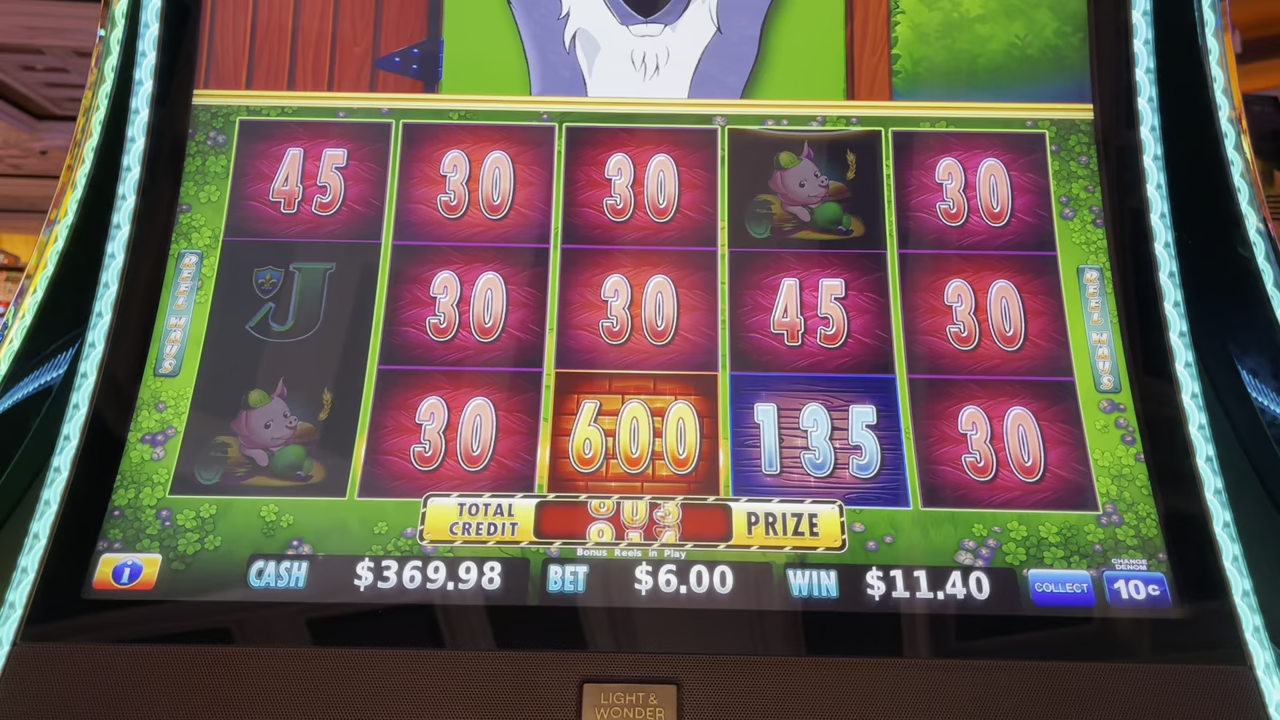 45 30 30 30
J 30 30 45 30
30 600 135 30
REEL WAYS
REEL WAYS
TOTAL
CREDIT
PRIZE
Bonus Reels in Play
CASH $369.98 BET $6.00 WIN $11.40
COLLECT
CHANGE
DENOM
10¢
LIGHT &
WONDER